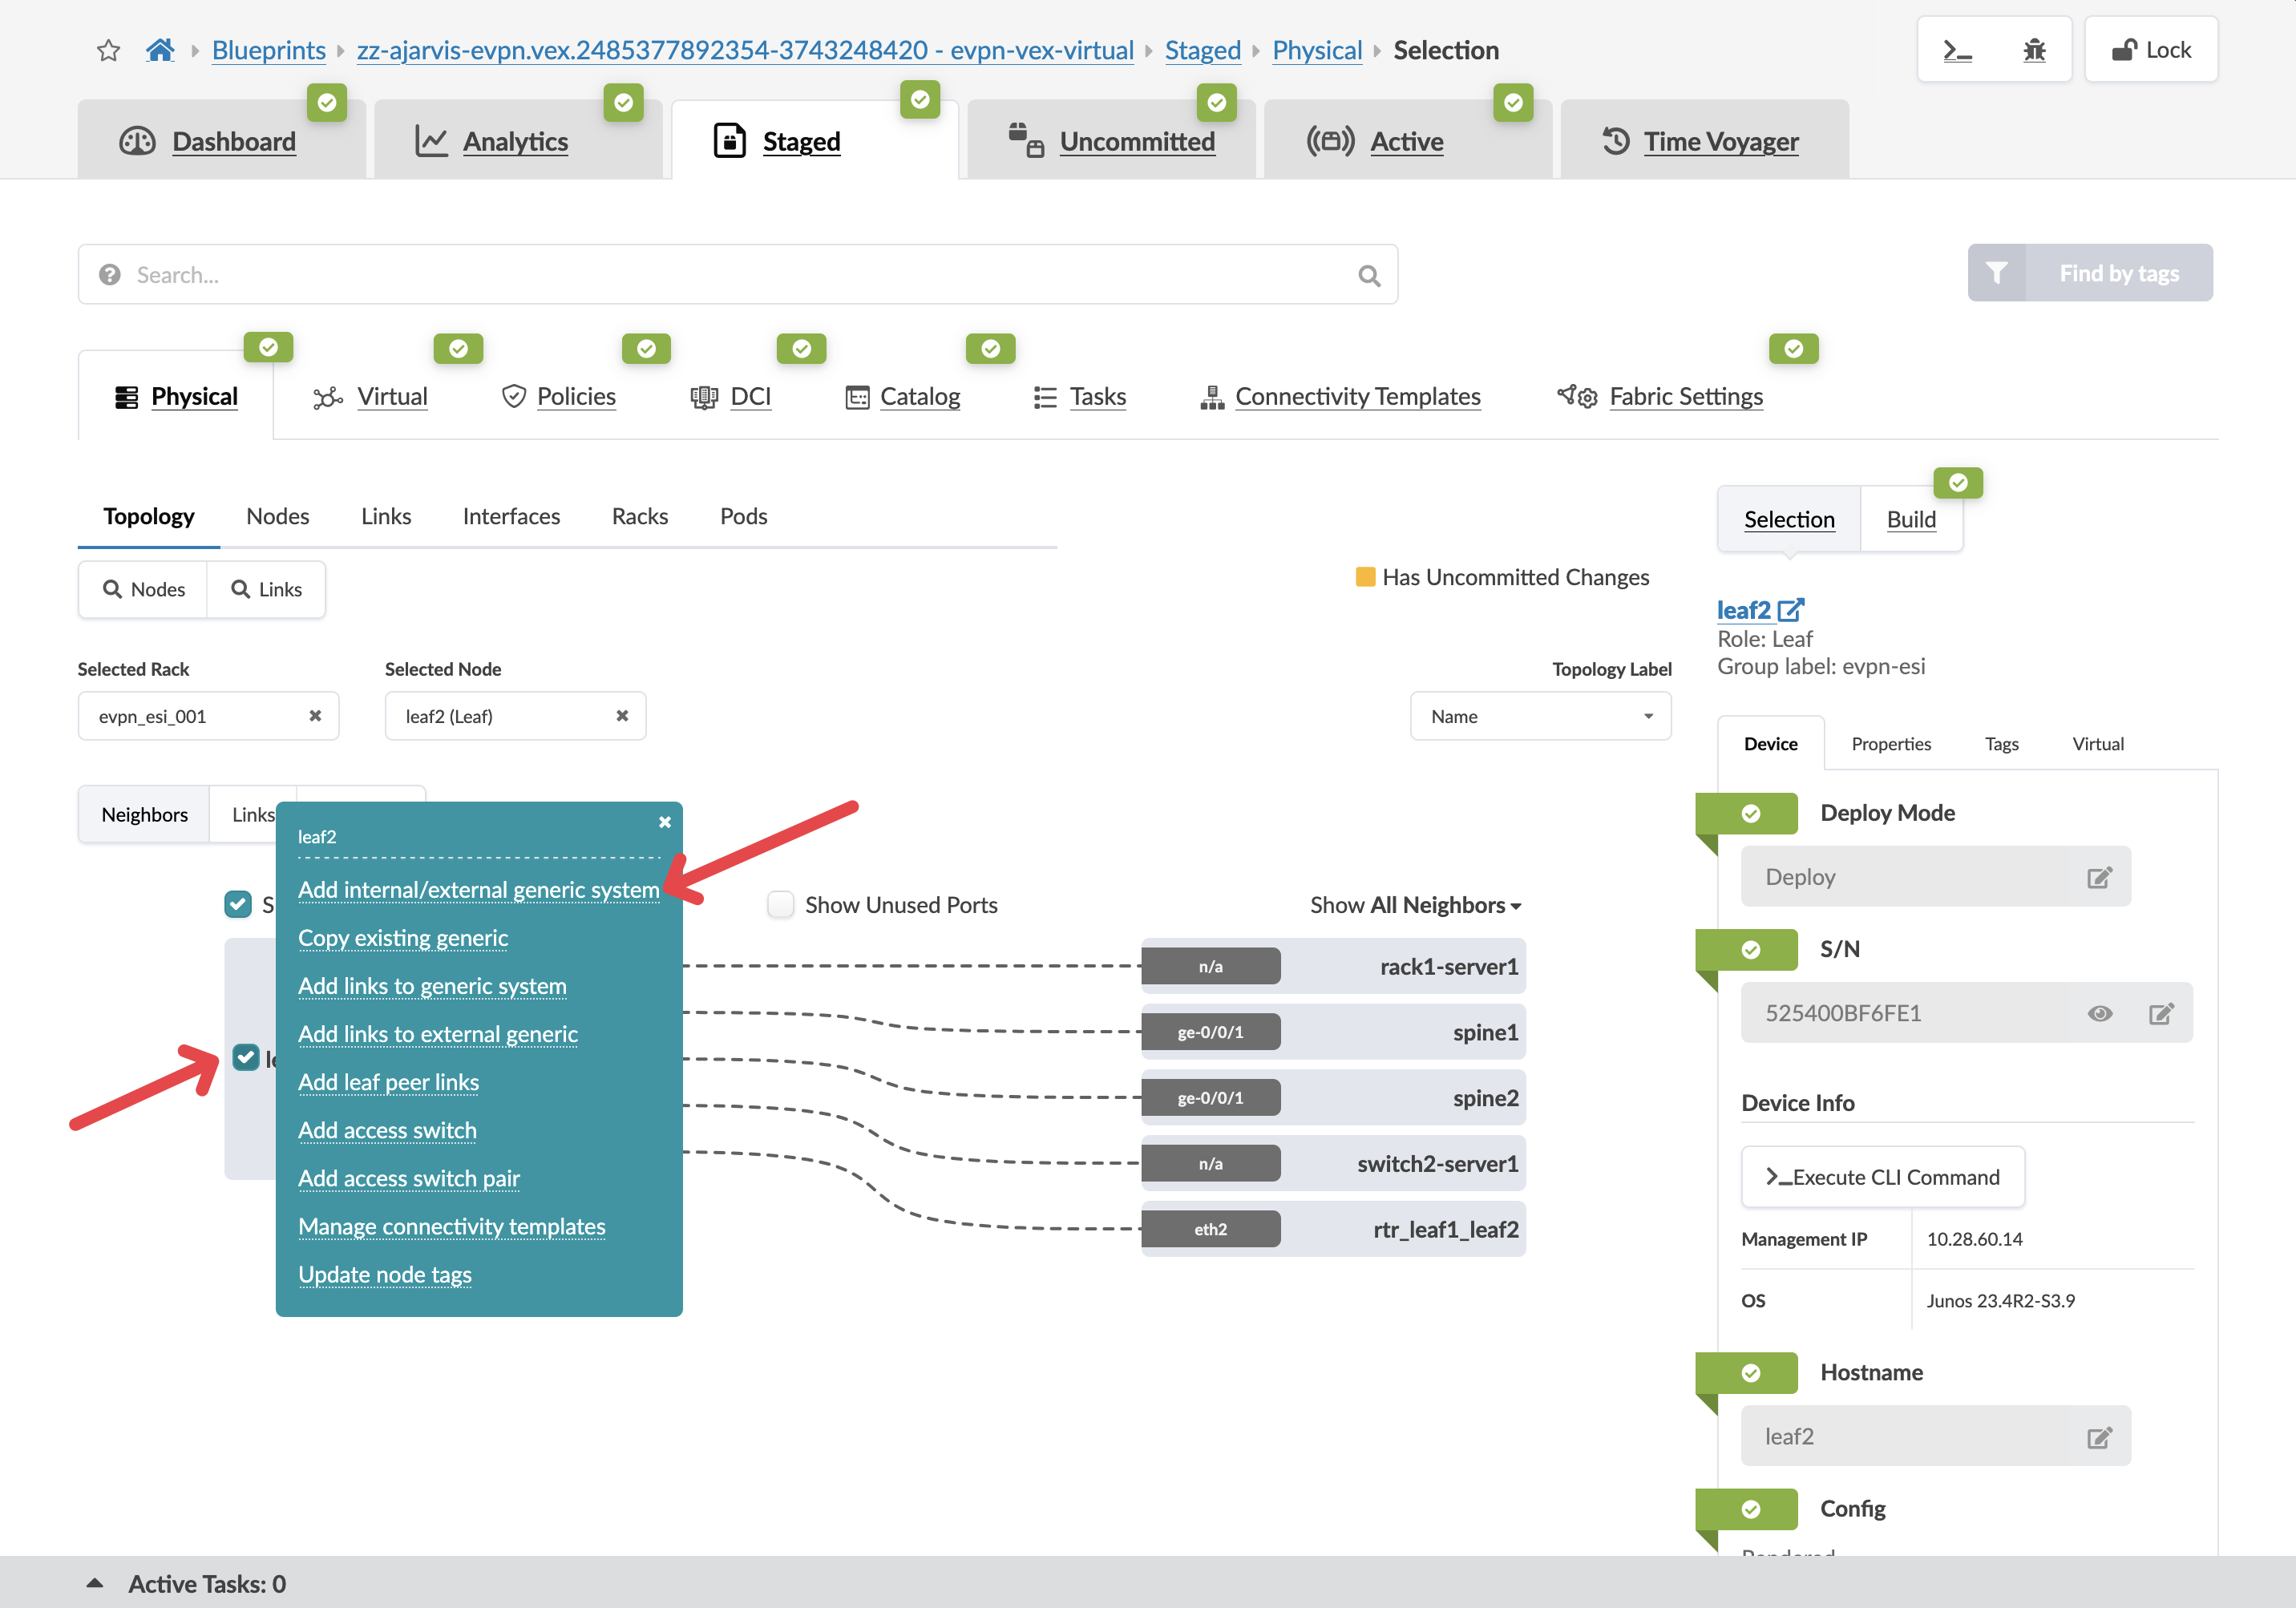 Blueprints zz-ajarvis-evpn.vex.2485377892354-3743248420 - evpn-vex-virtual Staged Physical Selection
Lock
Dashboard Analytics Staged Uncommitted Active Time Voyager
Search... Find by tags
Physical Virtual Policies DCI Catalog Tasks Connectivity Templates Fabric Settings
Topology Nodes Links Interfaces Racks Pods
Selection Build
Nodes Links
Has Uncommitted Changes
leaf2
Role: Leaf
Group label: evpn-esi
Selected Rack Selected Node Topology Label
evpn_esi_001 leaf2 (Leaf) Name
Device Properties Tags Virtual
Neighbors Links
leaf2
Add internal/external generic system
Copy existing generic
Add links to generic system
Add links to external generic
Add leaf peer links
Add access switch
Add access switch pair
Manage connectivity templates
Update node tags
Show Unused Ports
Show All Neighbors
n/a rack1-server1
ge-0/0/1 spine1
ge-0/0/1 spine2
n/a switch2-server1
eth2 rtr_leaf1_leaf2
Deploy Mode
Deploy
S/N
525400BF6FE1
Device Info
Execute CLI Command
Management IP 10.28.60.14
OS Junos 23.4R2-S3.9
Hostname
leaf2
Config
Active Tasks: 0